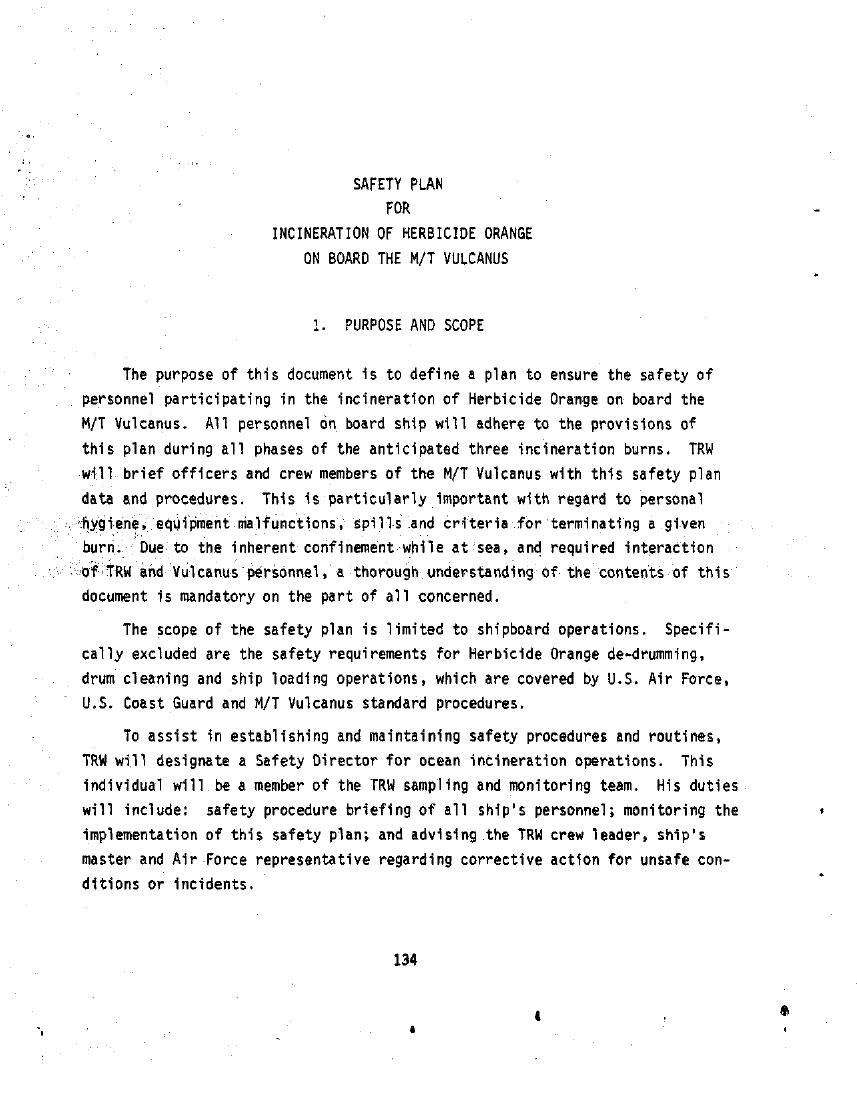 SAFETY PLAN
FOR
INCINERATION OF HERBICIDE ORANGE
ON BOARD THE M/T VULCANUS
1. PURPOSE AND SCOPE
The purpose of this document is to define a plan to ensure the safety of
personnel participating in the incineration of Herbicide Orange on board the
M/T Vulcanus. All personnel on board ship will adhere to the provisions of
this plan during all phases of the anticipated three incineration burns. TRW
will brief officers and crew members of the M/T Vulcanus with this safety plan
data and procedures. This is particularly important with regard to personal
hygiene, equipment malfunctions, spills and criteria for terminating a given
burn. Due to the inherent confinement while at sea, and required interaction
of TRW and Vulcanus personnel, a thorough understanding of the contents of this
document is mandatory on the part of all concerned.
The scope of the safety plan is limited to shipboard operations. Specifi-
cally excluded are the safety requirements for Herbicide Orange de-drumming,
drum cleaning and ship loading operations, which are covered by U.S. Air Force,
U.S. Coast Guard and M/T Vulcanus standard procedures.
To assist in establishing and maintaining safety procedures and routines,
TRW will designate a Safety Director for ocean incineration operations. This
individual will be a member of the TRW sampling and monitoring team. His duties
will include: safety procedure briefing of all ship's personnel; monitoring the
implementation of this safety plan; and advising the TRW crew leader, ship's
master and Air Force representative regarding corrective action for unsafe con-
ditions or incidents.
134